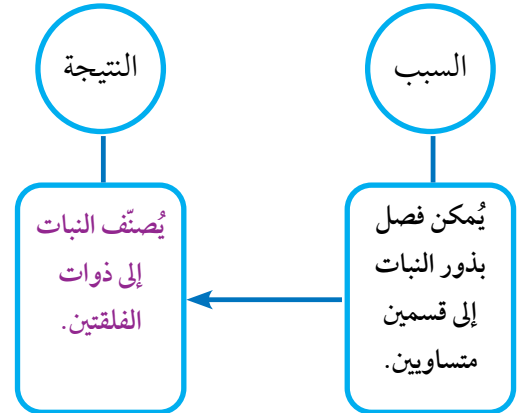 السبب
النتيجة
يُمكن فصل
بذور النبات
إلى قسمين
متساويين.
يُصنّف النبات
إلى ذوات
الفلقتين.